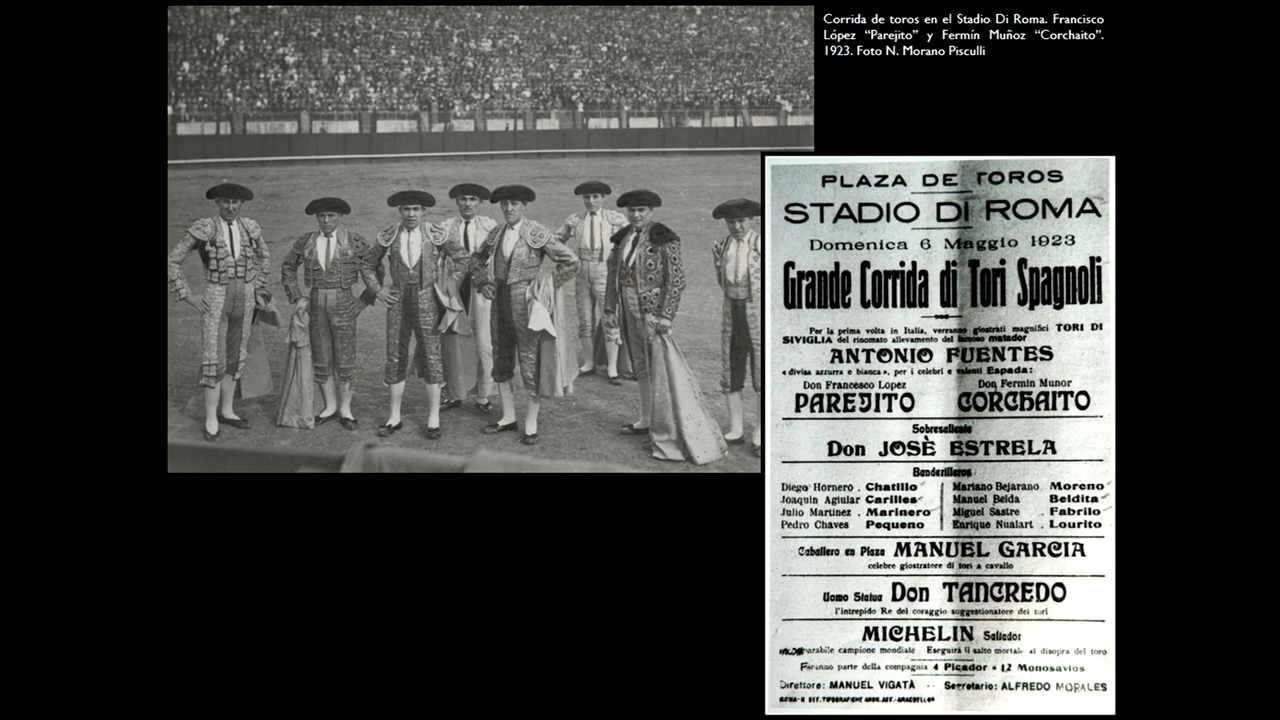 Corrida de toros en el Stadio Di Roma. Francisco
López “Parejito” y Fermín Muñoz “Corchaito”.
1923. Foto N. Morano Pisculli
PLAZA DE TOROS
STADIO DI ROMA
Domenica 6 Maggio 1923
Grande Corrida di Tori Spagnoli
Per la prima volta in Italia, verranno giostrati magnifici TORI DI
SIVIGLIA del rinomato allevamento del famoso matador
ANTONIO FUENTES
« divisa azzurra e bianca », per i celebri e valenti Espada:
Don Francesco Lopez Don Fermin Munor
PAREJITO CORCHAITO
Sobresaliente
Don JOSÈ ESTRELA
Banderilleros
Diego Hornero . Chatillo Mariano Bejarano Moreno
Joaquin Agiular Carilles Manuel Belda Beldita
Julio Martinez . Marinero Miguel Sastre . Fabrilo
Pedro Chaves Pequeno Enrique Nualart . Lourito
Caballero en Plaza MANUEL GARCIA
celebre giostratore di tori a cavallo
Uomo Statua Don TANCREDO
l'intrepido Re del coraggio suggestionatore dei tori
MICHELIN Saltador
campione mondiale Eseguirà il salto mortale al disopra del toro
Faranno parte della compagnia 4 Picador e 12 Monosavios
Direttore: MANUEL VIGATÀ -- Segretario: ALFREDO MORALES